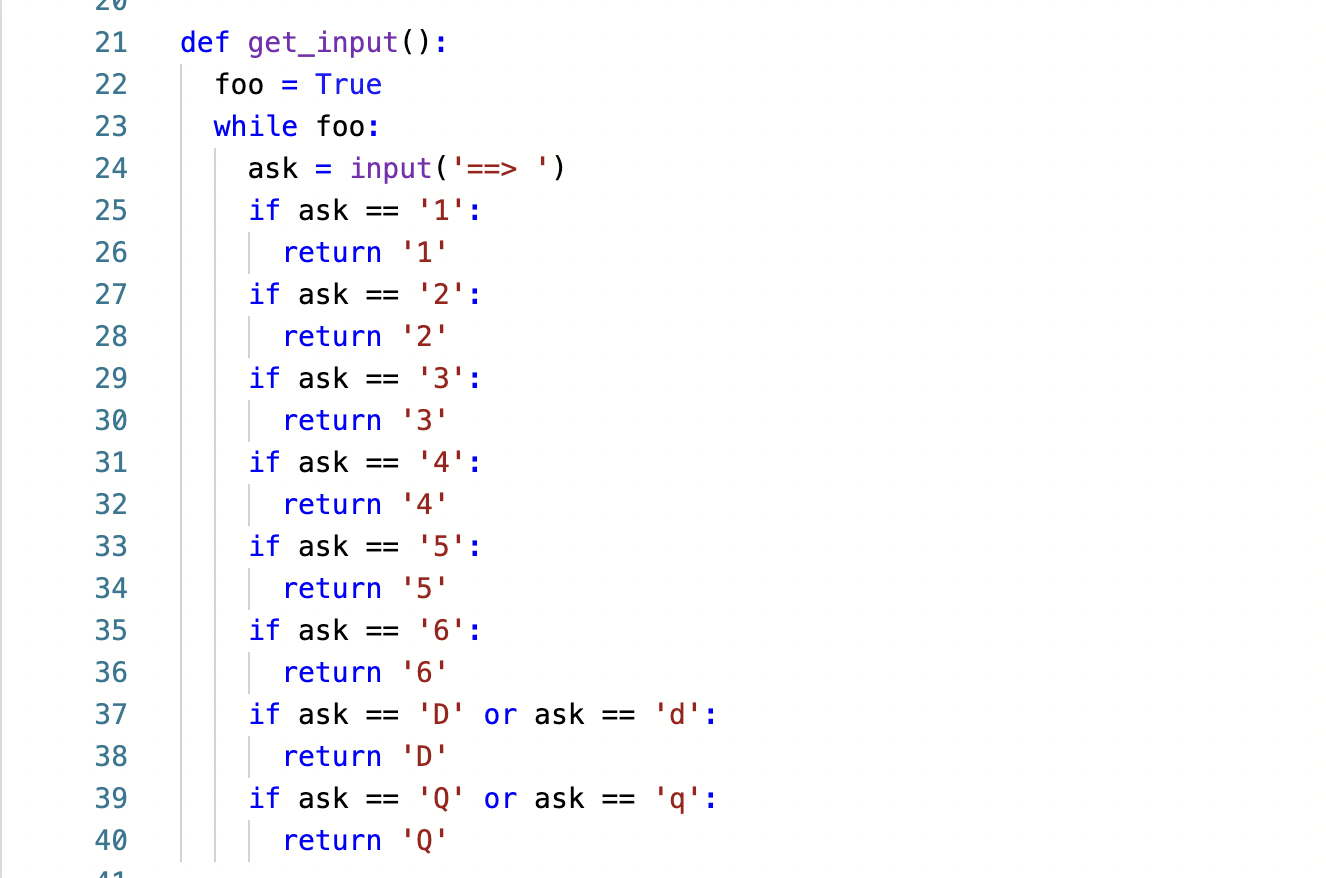 20
21 def get_input():
22 foo = True
23 while foo:
24 ask = input('==> ')
25 if ask == '1':
26 return '1'
27 if ask == '2':
28 return '2'
29 if ask == '3':
30 return '3'
31 if ask == '4':
32 return '4'
33 if ask == '5':
34 return '5'
35 if ask == '6':
36 return '6'
37 if ask == 'D' or ask == 'd':
38 return 'D'
39 if ask == 'Q' or ask == 'q':
40 return 'Q'
41